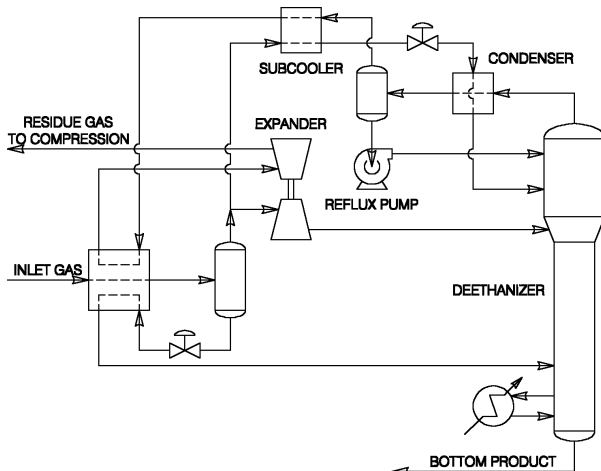 SUBCOOLER
CONDENSER
RESIDUE GAS
TO COMPRESSION
EXPANDER
REFLUX PUMP
INLET GAS
DEETHANIZER
BOTTOM PRODUCT